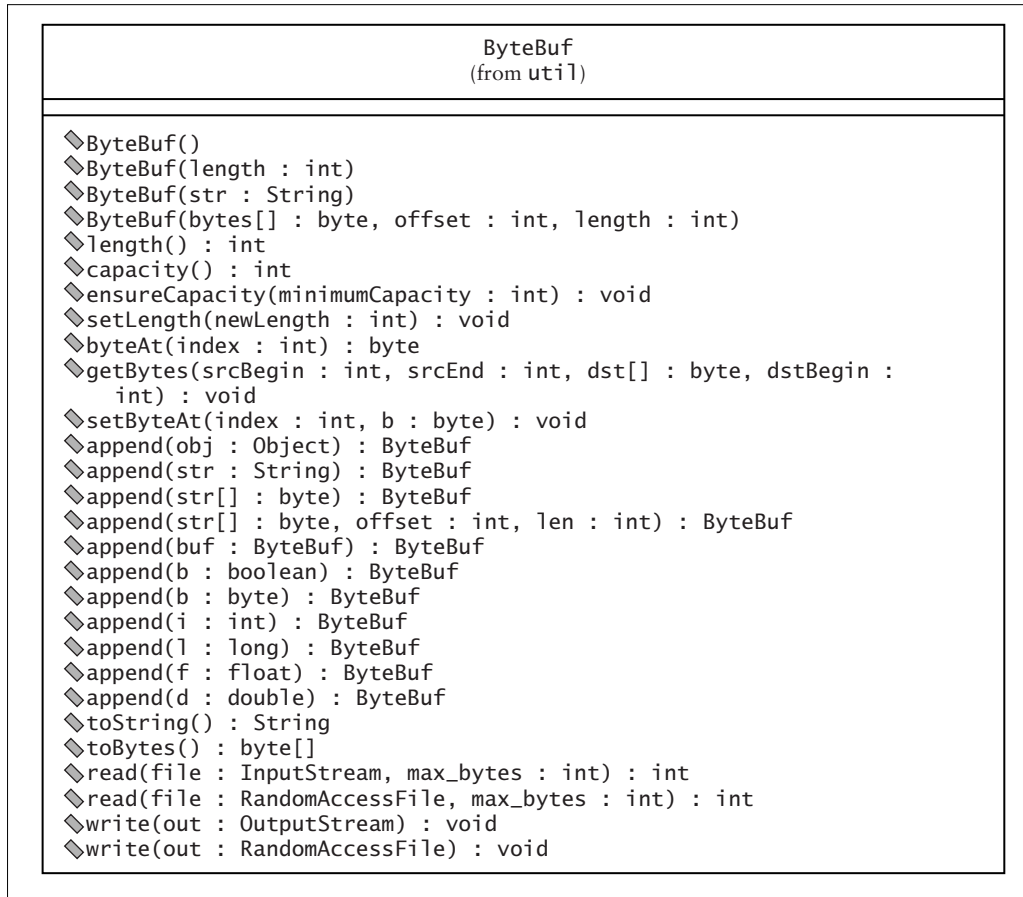 ByteBuf
(from util)
ByteBuf()
ByteBuf(length : int)
ByteBuf(str : String)
ByteBuf(bytes[] : byte, offset : int, length : int)
length() : int
capacity() : int
ensureCapacity(minimumCapacity : int) : void
setLength(newLength : int) : void
byteAt(index : int) : byte
getBytes(srcBegin : int, srcEnd : int, dst[] : byte, dstBegin :
int) : void
setByteAt(index : int, b : byte) : void
append(obj : Object) : ByteBuf
append(str : String) : ByteBuf
append(str[] : byte) : ByteBuf
append(str[] : byte, offset : int, len : int) : ByteBuf
append(buf : ByteBuf) : ByteBuf
append(b : boolean) : ByteBuf
append(b : byte) : ByteBuf
append(i : int) : ByteBuf
append(l : long) : ByteBuf
append(f : float) : ByteBuf
append(d : double) : ByteBuf
toString() : String
toBytes() : byte[]
read(file : InputStream, max_bytes : int) : int
read(file : RandomAccessFile, max_bytes : int) : int
write(out : OutputStream) : void
write(out : RandomAccessFile) : void